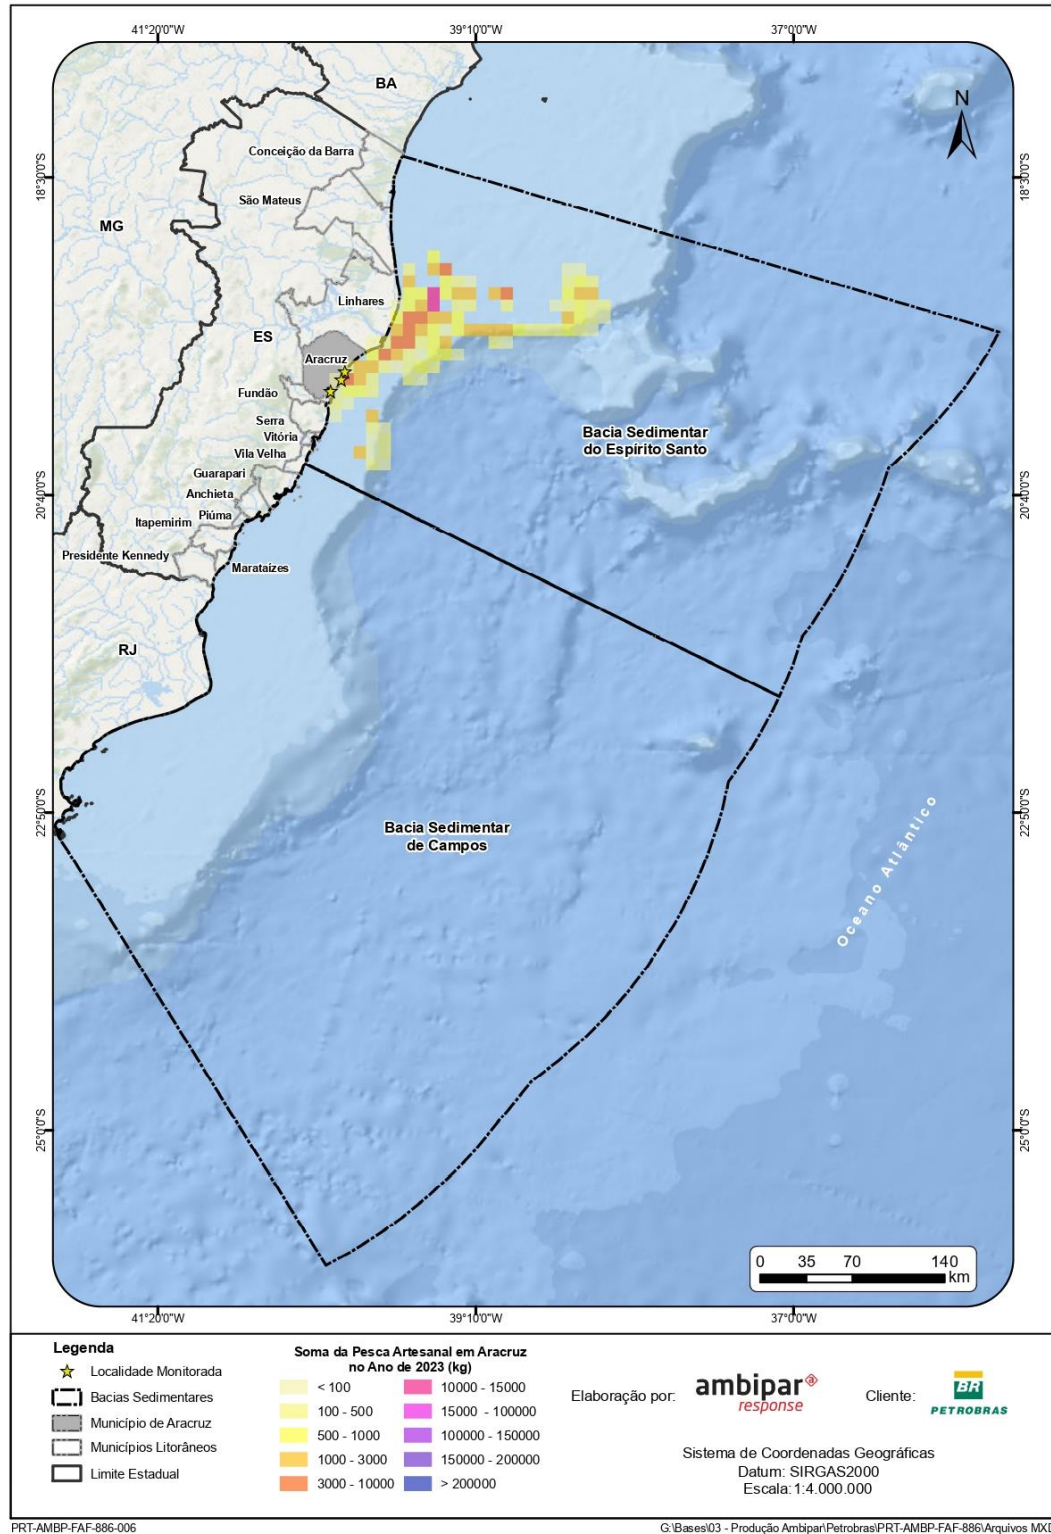 41°20'0"W
39°10'0"W
37°0'0"W
BA
N
Conceição da Barra
18°30'0"S
18°30'0"S
São Mateus
MG
Linhares
ES
Aracruz
Fundão
Serra
Vitória
Vila Velha
Bacia Sedimentar
do Espírito Santo
Guarapari
Anchieta
20°40'0"S
20°40'0"S
Piúma
Itapemirim
Presidente Kennedy
Marataízes
RJ
22°50'0"S
22°50'0"S
Bacia Sedimentar
de Campos
Oceano Atlântico
25°0'0"S
25°0'0"S
0 35 70 140
km
41°20'0"W
39°10'0"W
37°0'0"W
Legenda
Localidade Monitorada
Bacias Sedimentares
Município de Aracruz
Municípios Litorâneos
Limite Estadual
Soma da Pesca Artesanal em Aracruz
no Ano de 2023 (kg)
< 100
100 - 500
500 - 1000
1000 - 3000
3000 - 10000
10000 - 15000
15000 - 100000
100000 - 150000
150000 - 200000
> 200000
Elaboração por:
ambipar
response
Cliente:
BR
PETROBRAS
Sistema de Coordenadas Geográficas
Datum: SIRGAS2000
Escala:1:4.000.000
PRT-AMBP-FAF-886-006
G:\Bases\03 - Produção Ambipar\Petrobras\PRT-AMBP-FAF-886\Arquivos MXD